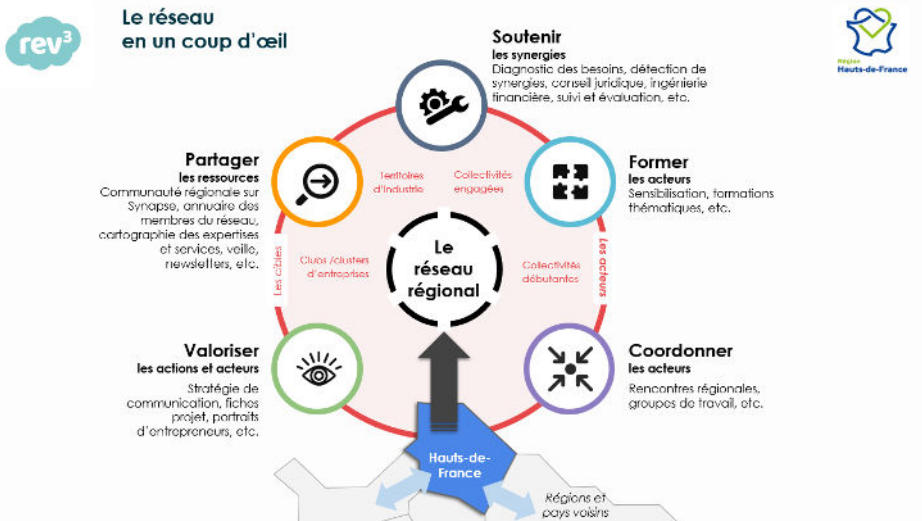 rev³
Le réseau
en un coup d'œil
Région
Hauts-de-France
Soutenir
les synergies
Diagnostic des besoins, détection de
synergies, conseil juridique, ingénierie
financière, suivi et évaluation, etc.
Partager
les ressources
Communauté régionale sur
Synapse, annuaire des
membres du réseau,
cartographie des expertises
et services, veille,
newsletters, etc.
Territoires
d'industrie
Collectivités
engagées
Former
les acteurs
Sensibilisation, formations
thématiques, etc.
Les cibles
Clubs /clusters
d'entreprises
Le
réseau
régional
Collectivités
débutantes
Les acteurs
Valoriser
les actions et acteurs
Stratégie de
communication, fiches
projet, portraits
d'entrepreneurs, etc.
Coordonner
les acteurs
Rencontres régionales,
groupes de travail, etc.
Hauts-de-
France
Régions et
pays voisins